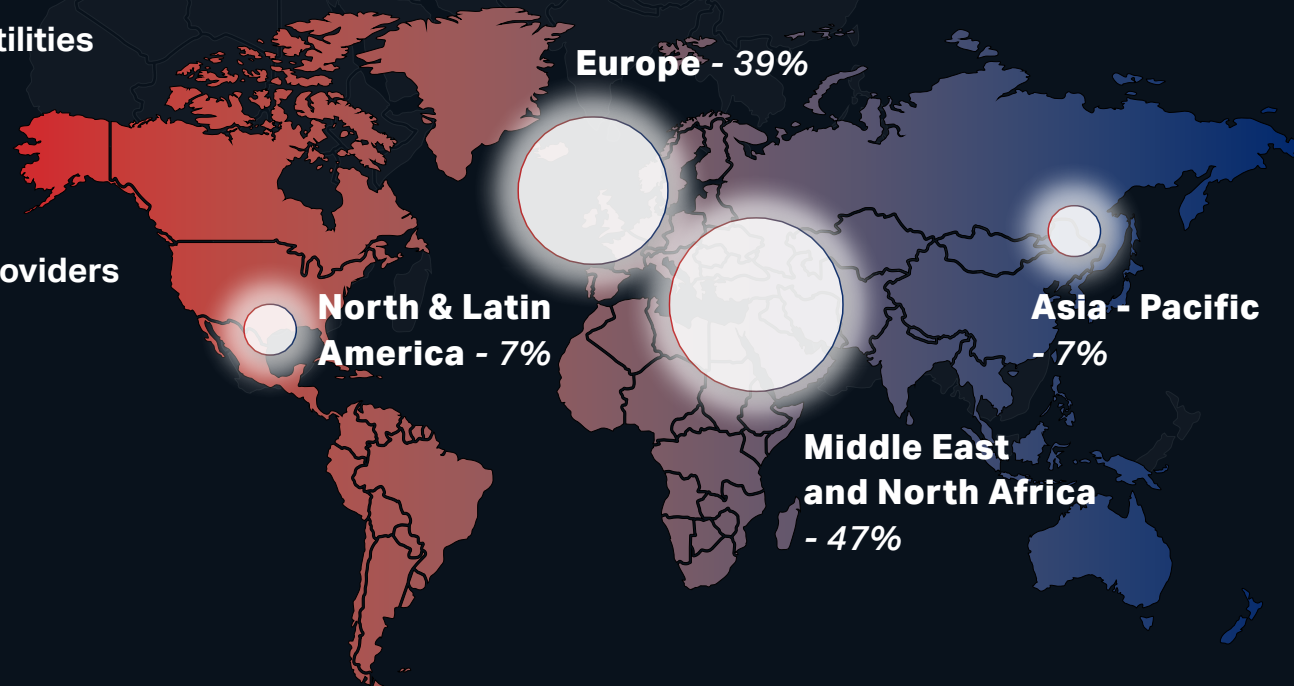 tilities
Europe - 39%
oviders
North & Latin
America - 7%
Asia - Pacific
- 7%
Middle East
and North Africa
- 47%